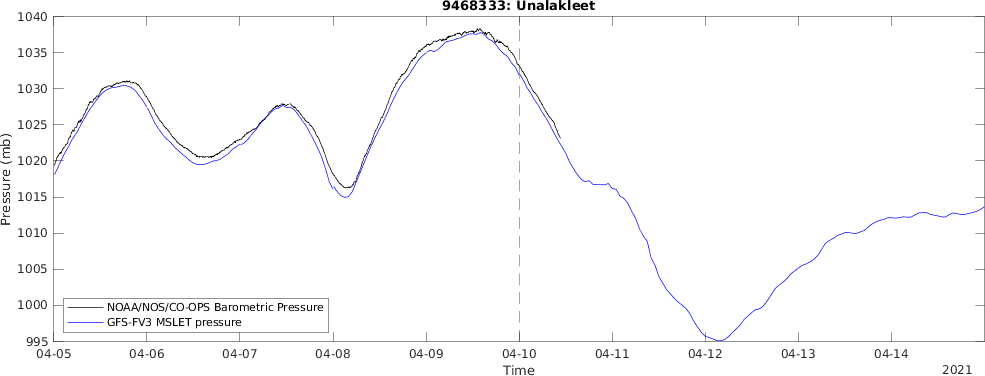 9468333: Unalakleet
1040
1035
1030
1025
1020
1015
1010
1005
1000
995
Pressure (mb)
NOAA/NOS/CO-OPS Barometric Pressure
GFS-FV3 MSLET pressure
04-05 04-06 04-07 04-08 04-09 04-10 04-11 04-12 04-13 04-14
Time
2021